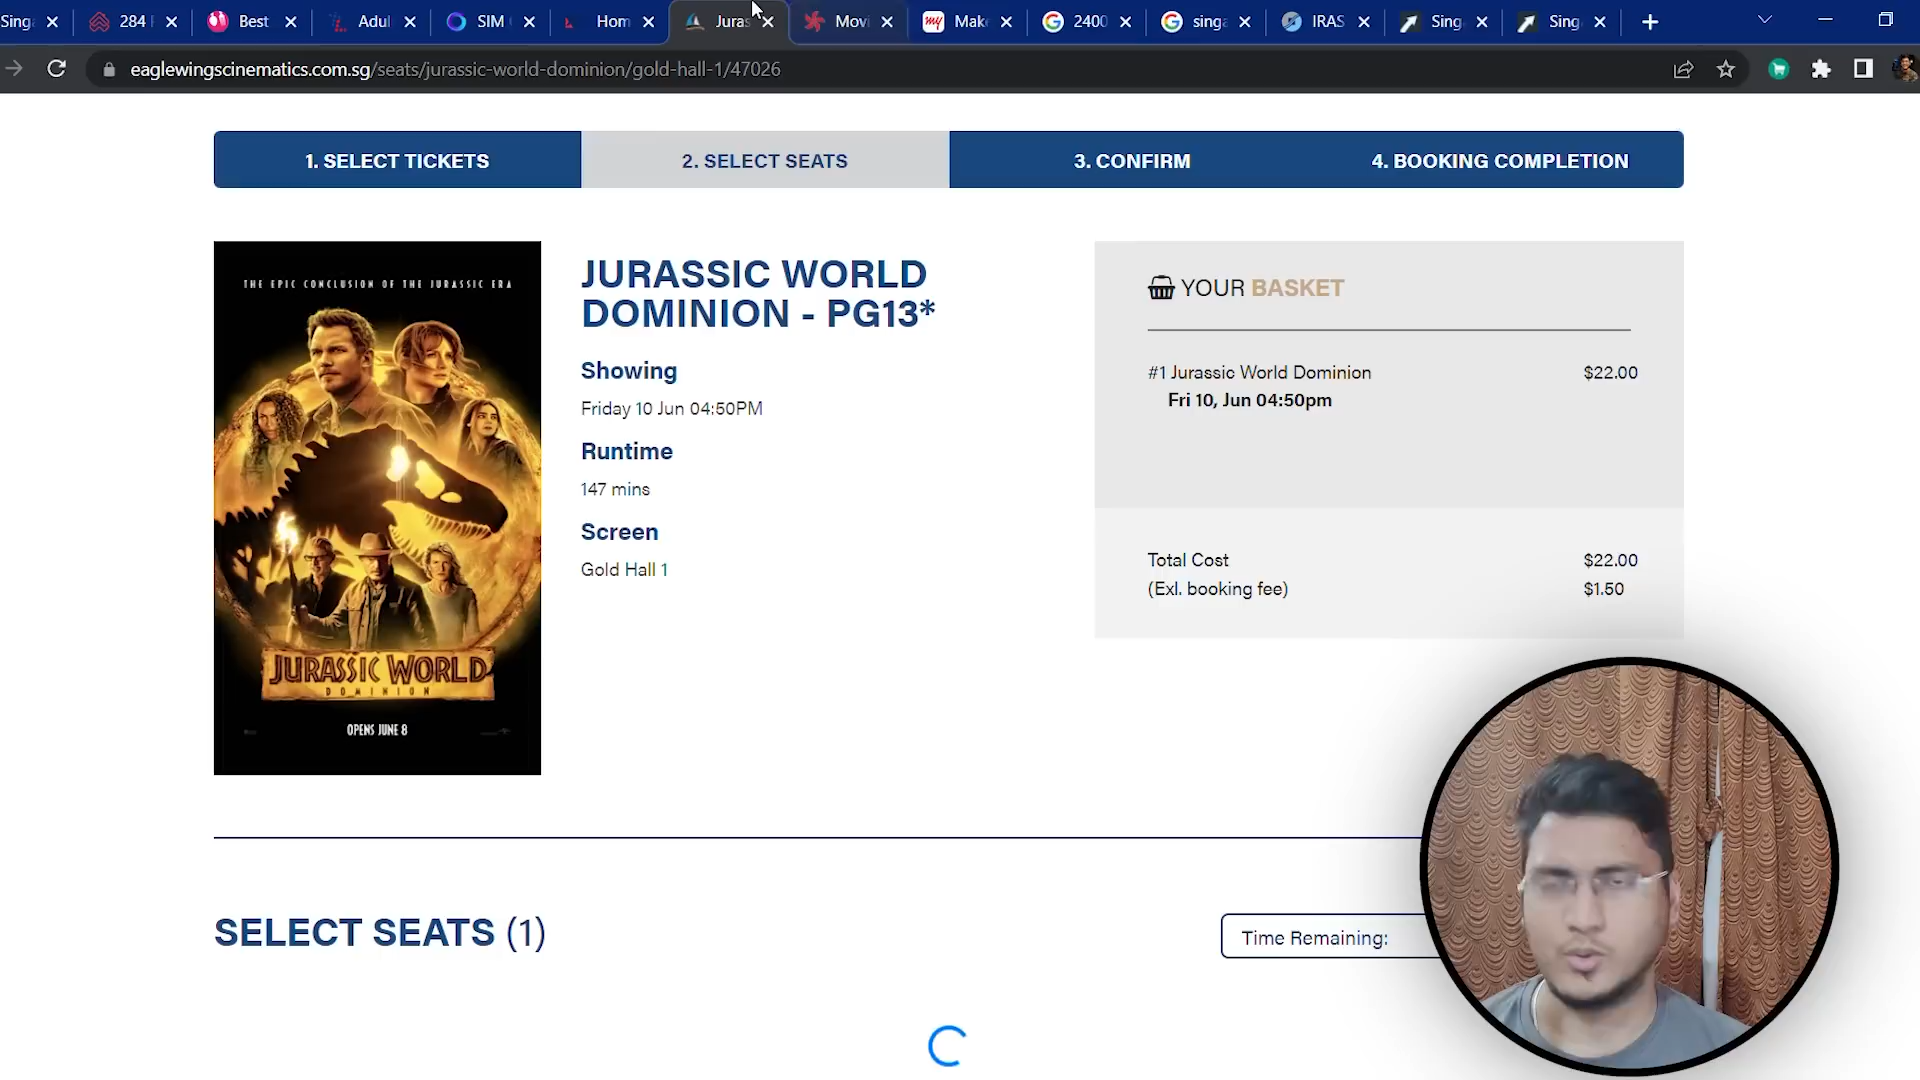 Sing
284
Best
Adul
SIM
Hom
Juras
Movi
my
Mak
2400
singa
IRAS
Sing
Sing
eaglewingscinematics.com.sg/seats/jurassic-world-dominion/gold-hall-1/47026
1. SELECT TICKETS
2. SELECT SEATS
3. CONFIRM
4. BOOKING COMPLETION
THE EPIC CONCLUSION OF THE JURASSIC ERA
JURASSIC WORLD
DOMINION
OPENS JUNE 8
JURASSIC WORLD
DOMINION - PG13*
Showing
Friday 10 Jun 04:50PM
Runtime
147 mins
Screen
Gold Hall 1
YOUR BASKET
#1 Jurassic World Dominion $22.00
Fri 10, Jun 04:50pm
Total Cost $22.00
(Exl. booking fee) $1.50
SELECT SEATS (1)
Time Remaining: